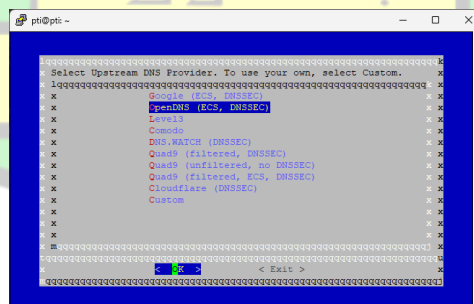 pti@pti: ~
Select Upstream DNS Provider. To use your own, select Custom.
Google (ECS, DNSSEC)
OpenDNS (ECS, DNSSEC)
Level3
Comodo
DNS.WATCH (DNSSEC)
Quad9 (filtered, DNSSEC)
Quad9 (unfiltered, no DNSSEC)
Quad9 (filtered, ECS, DNSSEC)
Cloudflare (DNSSEC)
Custom
< OK > < Exit >